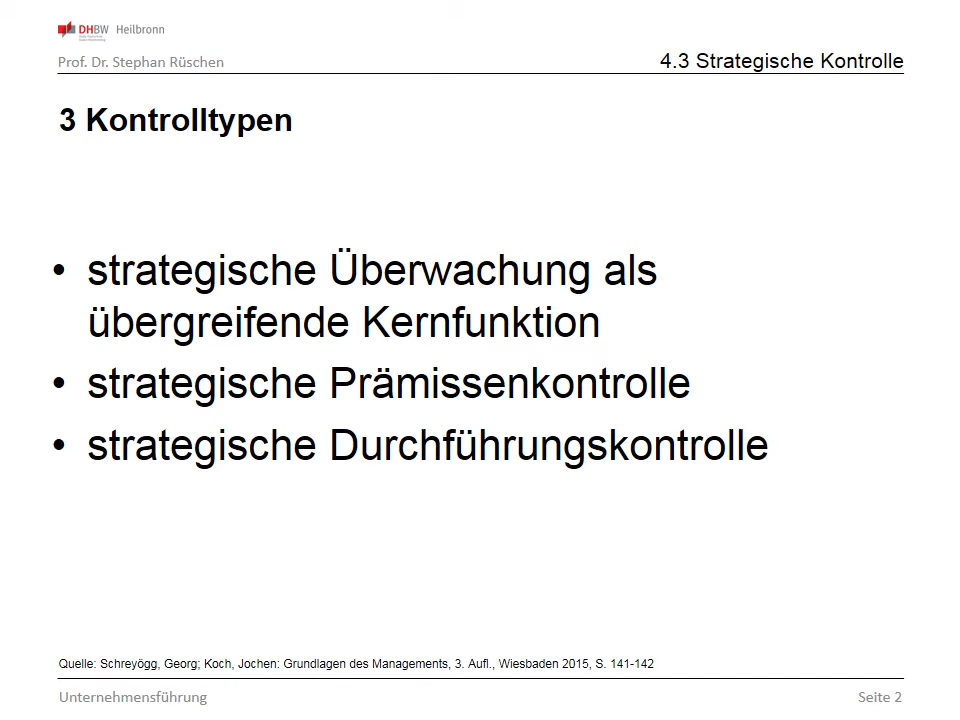 DHBW Heilbronn
Prof. Dr. Stephan Rüschen
4.3 Strategische Kontrolle
3 Kontrolltypen
• strategische Überwachung als
übergreifende Kernfunktion
• strategische Prämissenkontrolle
• strategische Durchführungskontrolle
Quelle: Schreyögg, Georg; Koch, Jochen: Grundlagen des Managements, 3. Aufl., Wiesbaden 2015, S. 141-142
Unternehmensführung
Seite 2